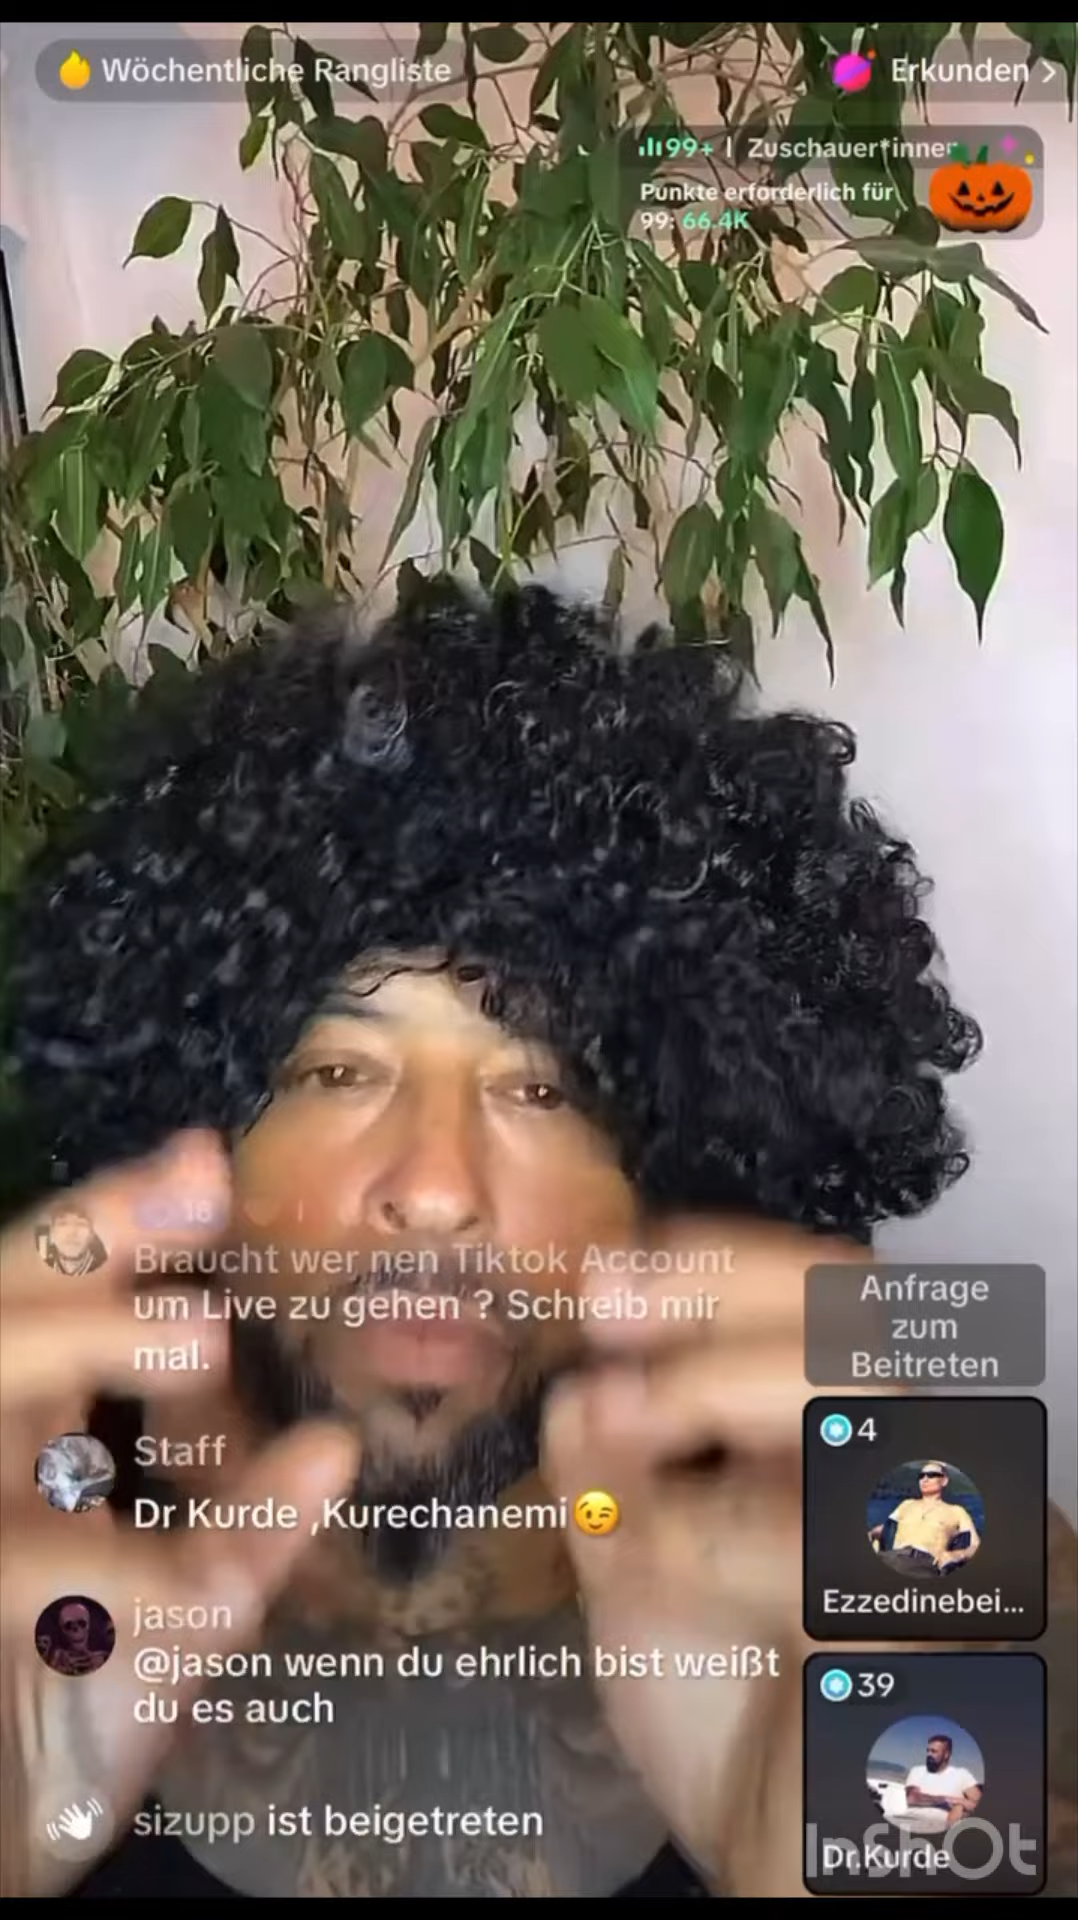 Wöchentliche Rangliste
Erkunden >
99+ | Zuschauer*innen
Punkte erforderlich für
99: 66.4K
18
Braucht wer nen Tiktok Account
um Live zu gehen ? Schreib mir
mal.
Anfrage
zum
Beitreten
4
Staff
Dr Kurde ,Kurechanemi😉
Ezzedinebei...
jason
@jason wenn du ehrlich bist weißt
du es auch
39
sizupp ist beigetreten
Dr.Kurde
InShOt